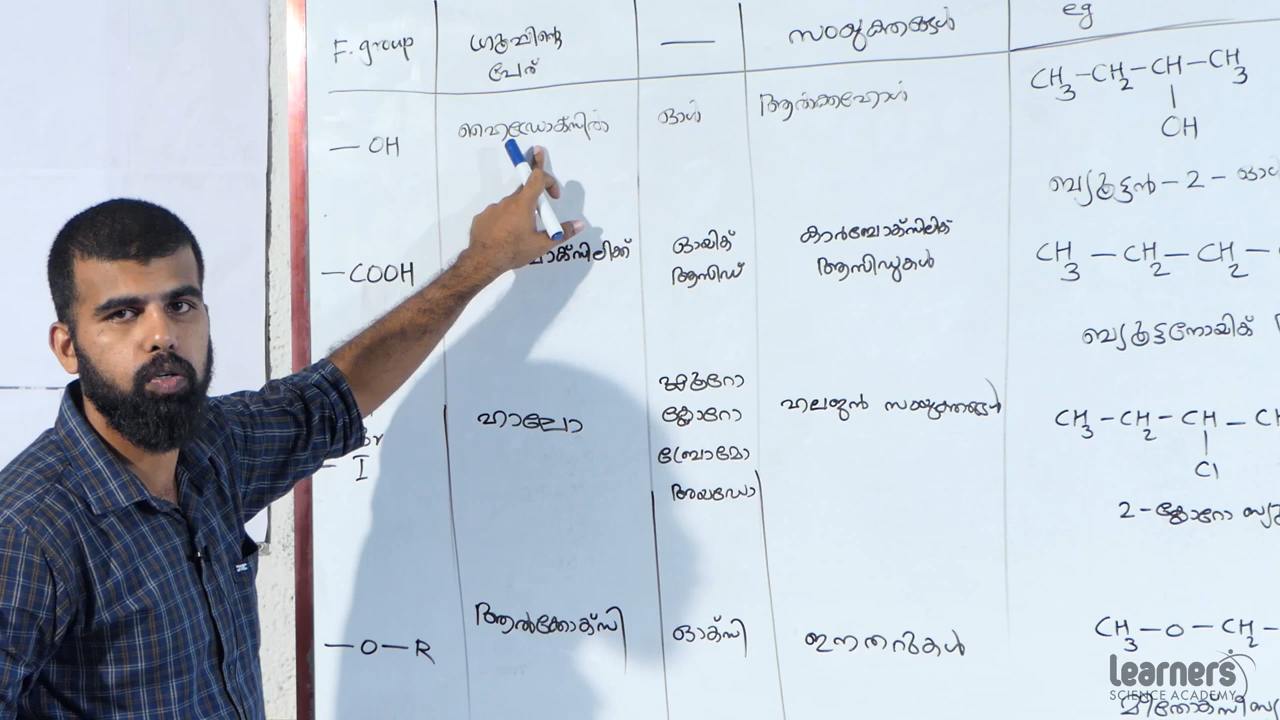 F. group
ഗ്രൂപ്പിന്റെ
പേര്
സംയുക്തങ്ങൾ
eg
— OH
ഹൈഡ്രോക്സിൽ
ഓൾ
ആൽക്കഹോൾ
CH₃—CH₂—CH—CH₃
OH
ബ്യൂട്ടൻ—2—ഓൾ
—COOH
ോക്സിലിക്ക്
ഓയിക്
ആസിഡ്
കാർബോക്സിലിക്
ആസിഡുകൾ
CH₃—CH₂—CH₂—
ബ്യൂട്ടനോയിക്
— I
ഹാലോ
ഫ്ലൂറോ
ക്ലോറോ
ബ്രോമോ
അയഡോ
ഹാലജൻ സംയുക്തങ്ങൾ
CH₃—CH₂—CH—CH
Cl
2-ക്ലോറോ ബ്യൂ
—O—R
ആൽക്കോക്സി
ഓക്സി
ഈതറുകൾ
CH₃—O—CH₂—
Learners'
SCIENCE ACADEMY